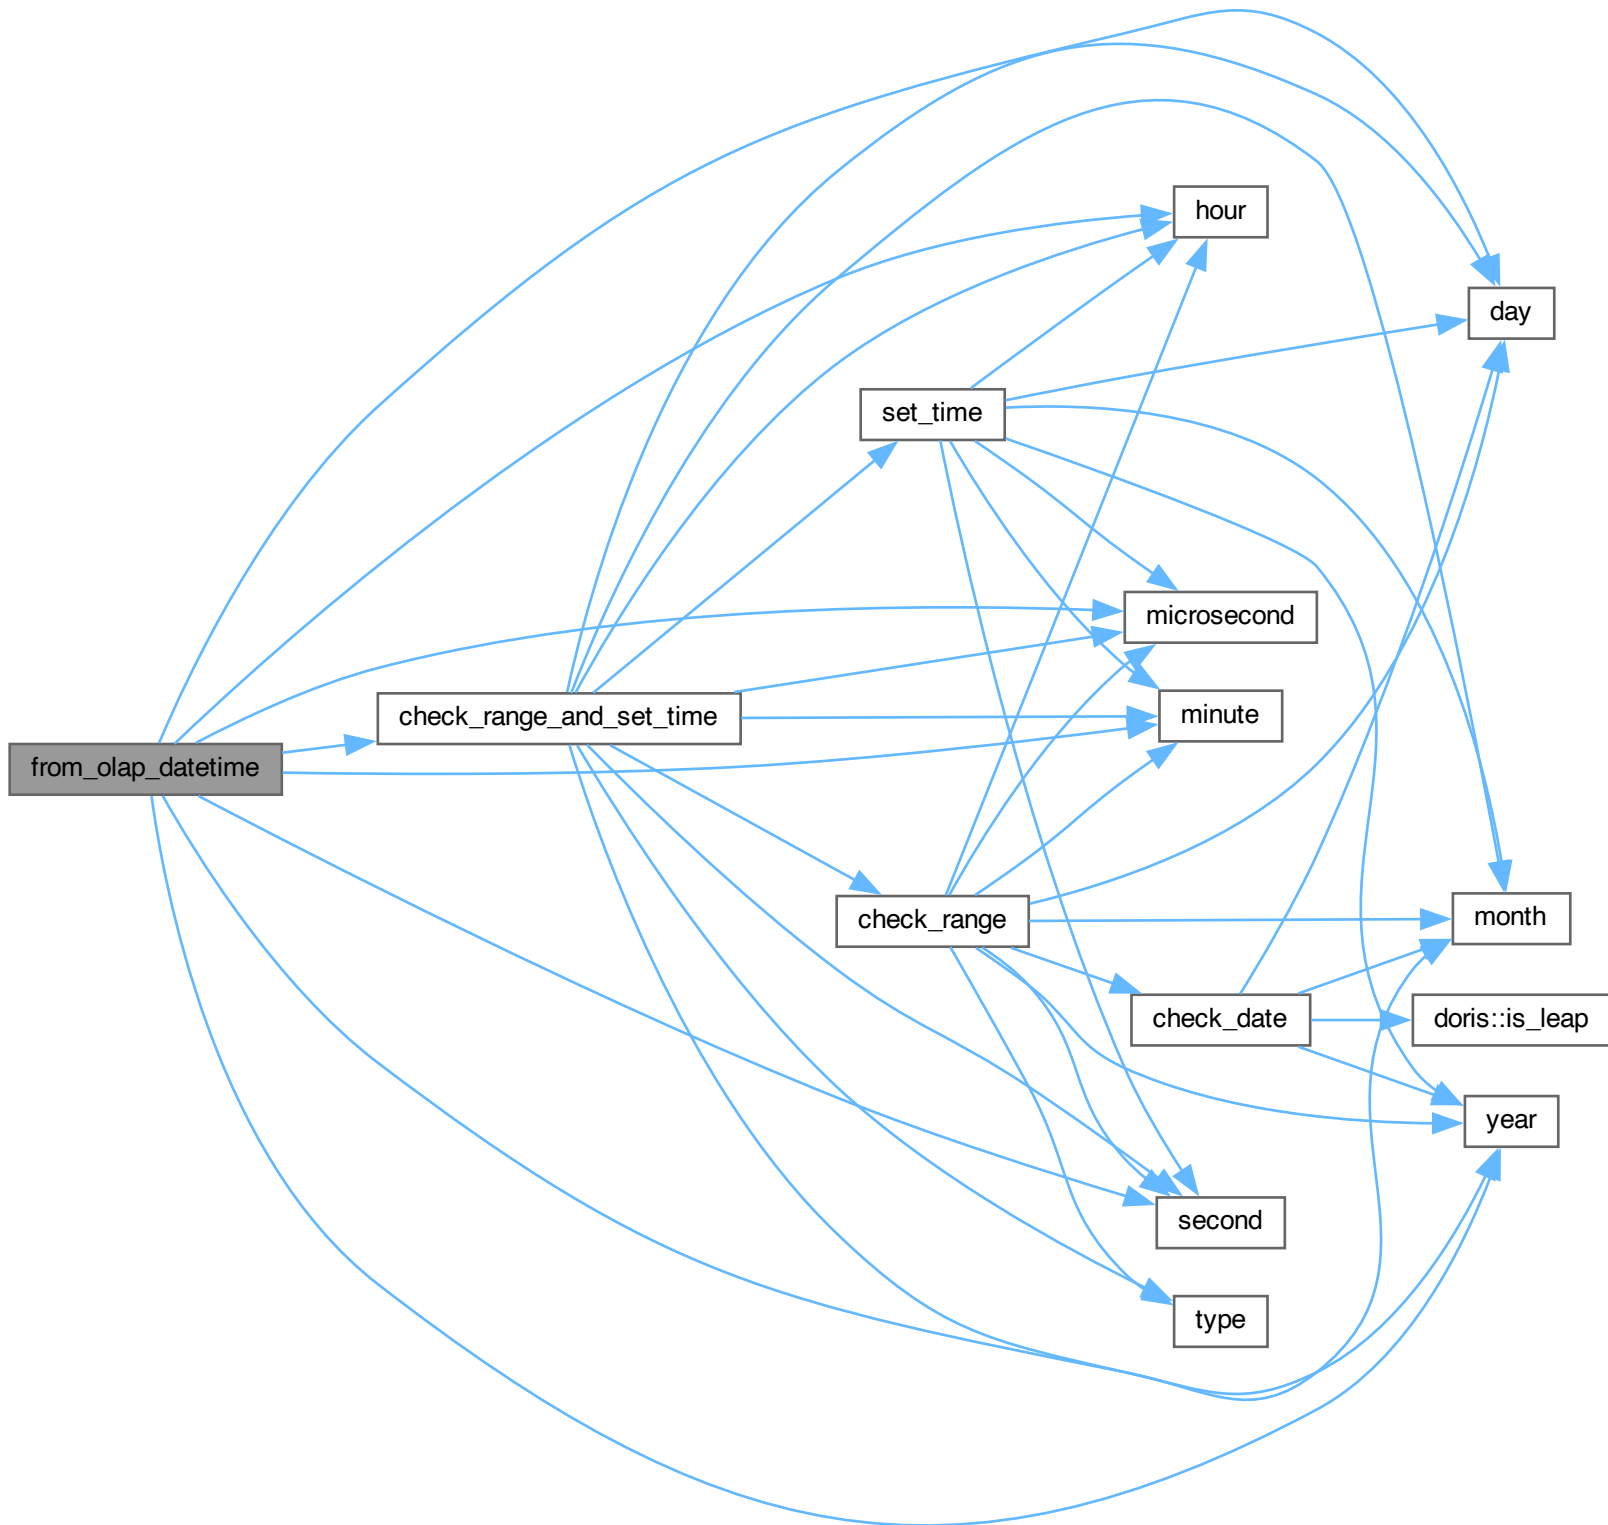 hour
day
set_time
microsecond
check_range_and_set_time
minute
from_olap_datetime
check_range
month
check_date
doris::is_leap
year
second
type